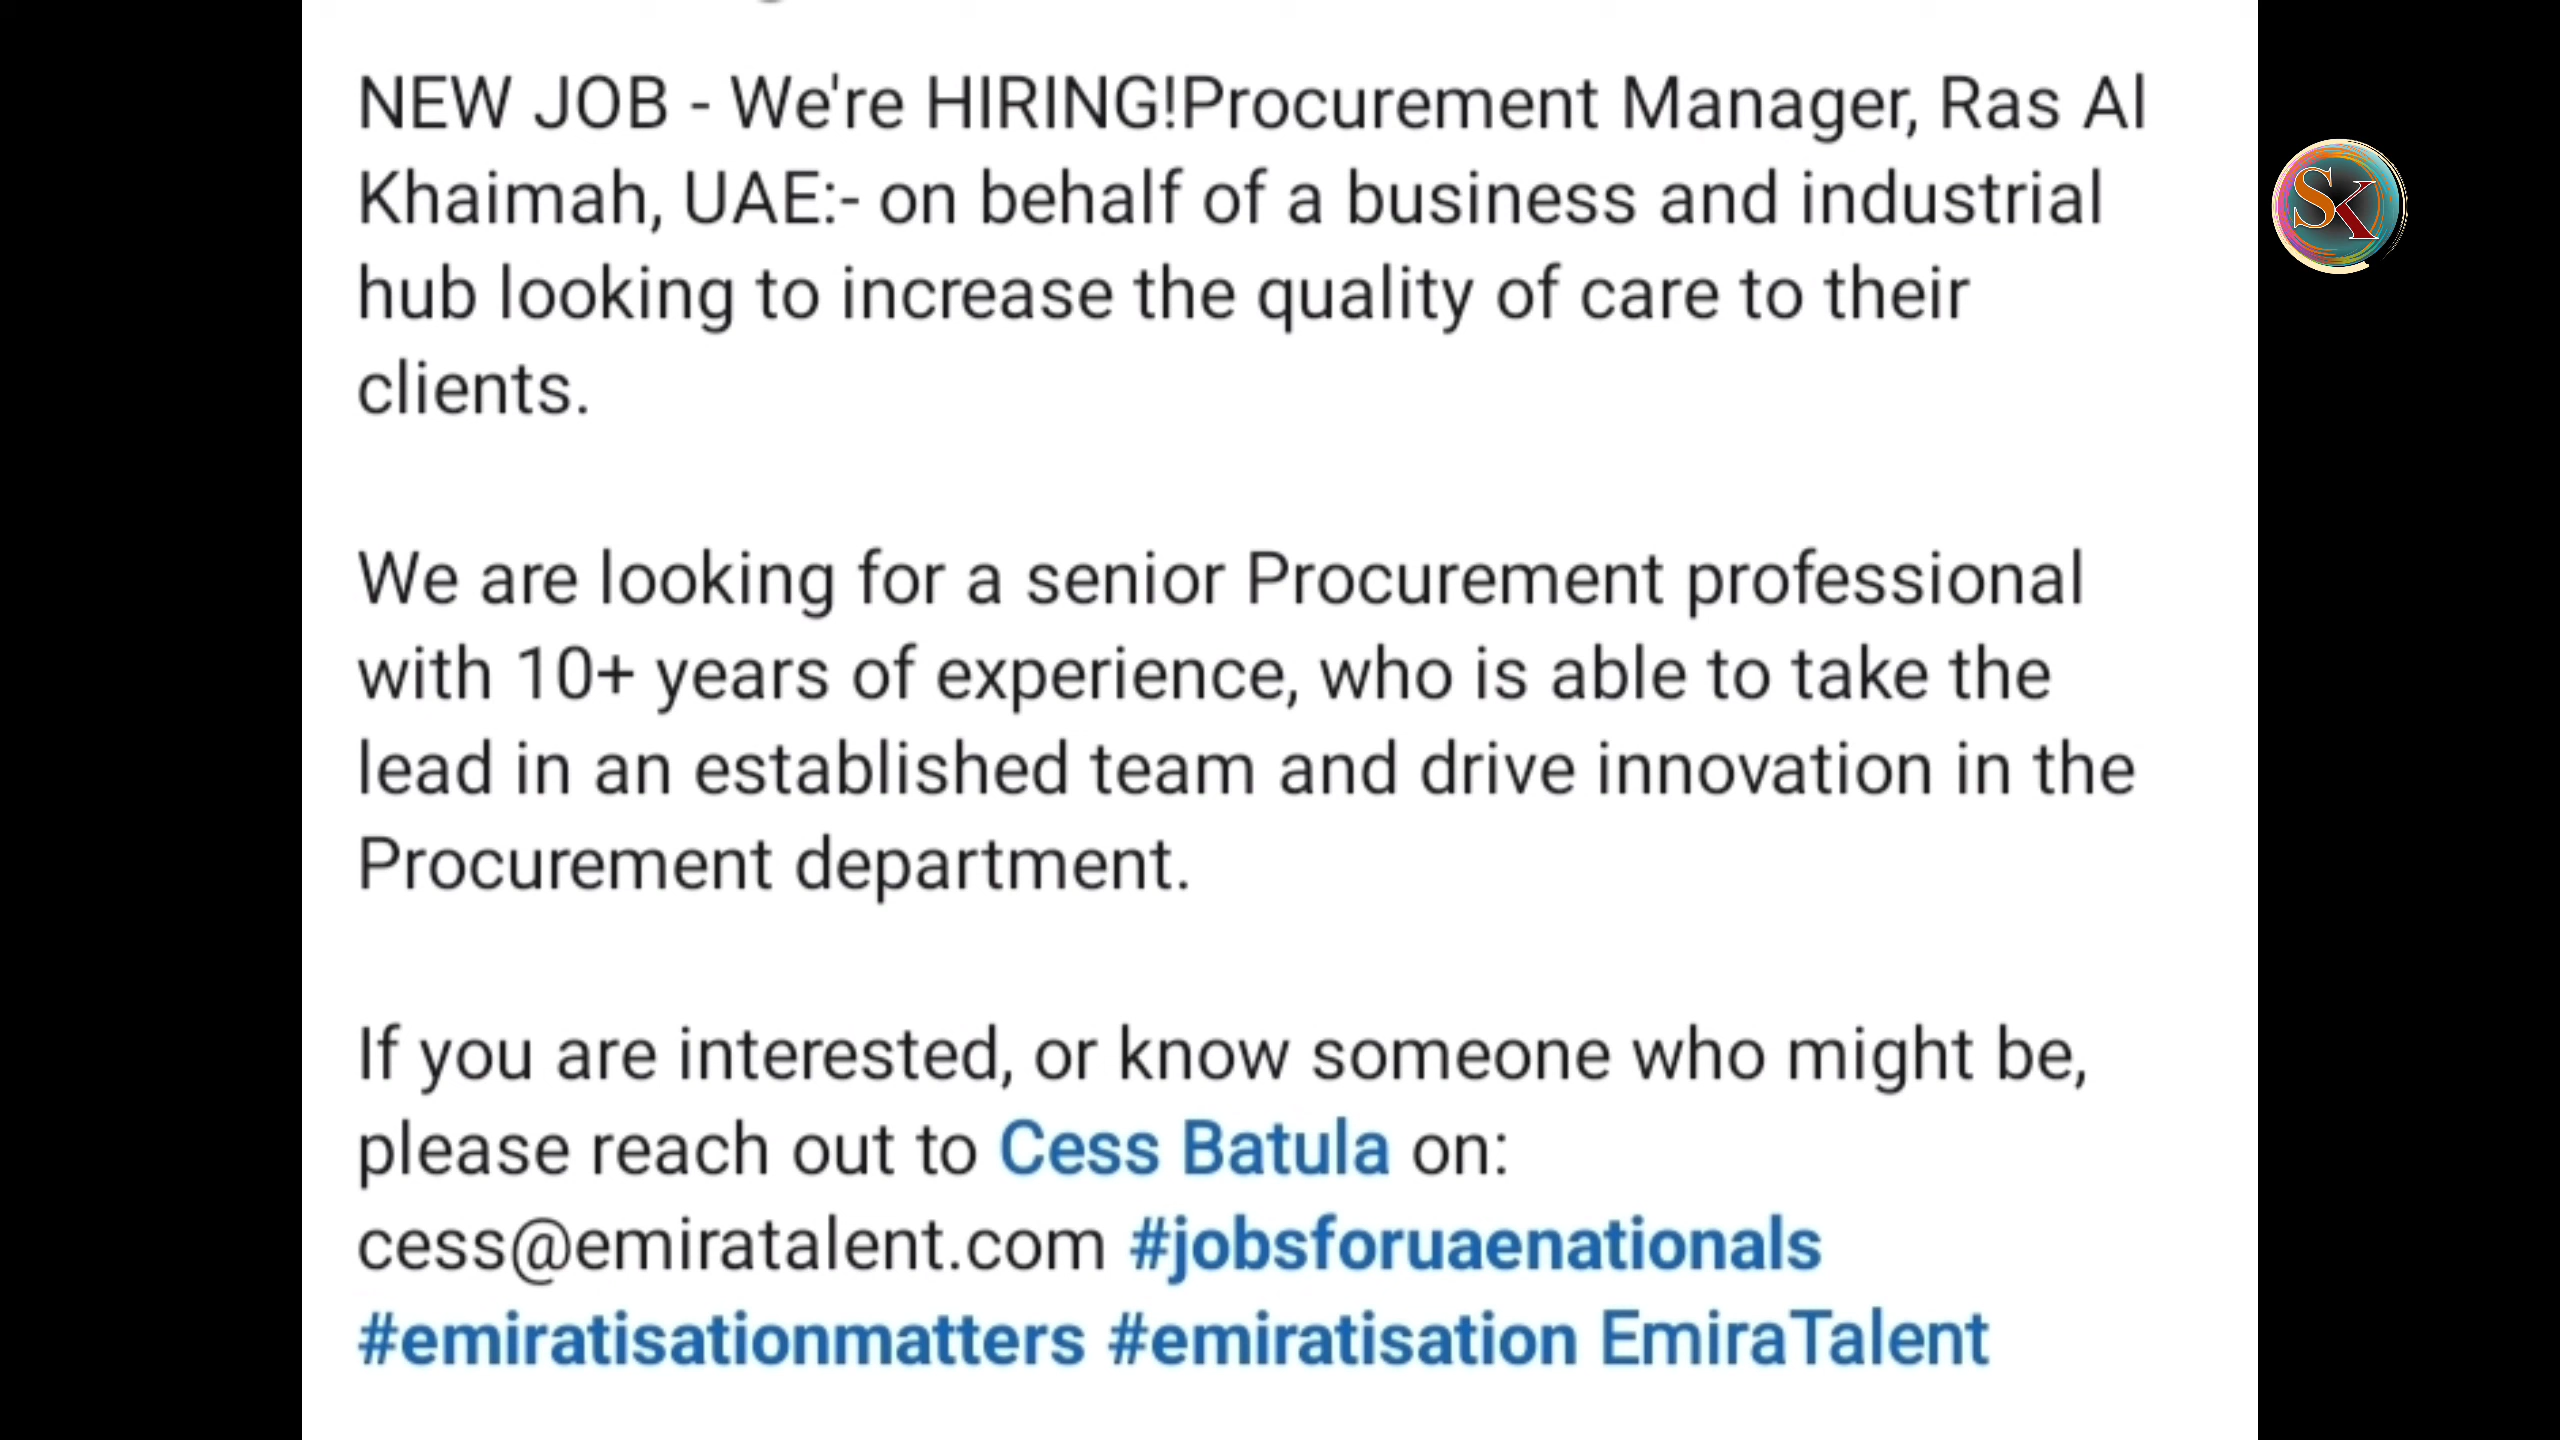 NEW JOB - We're HIRING!Procurement Manager, Ras Al
Khaimah, UAE:- on behalf of a business and industrial
hub looking to increase the quality of care to their
clients.
We are looking for a senior Procurement professional
with 10+ years of experience, who is able to take the
lead in an established team and drive innovation in the
Procurement department.
If you are interested, or know someone who might be,
please reach out to Cess Batula on:
cess@emiratalent.com #jobsforuaenationals
#emiratisationmatters #emiratisation EmiraTalent
SK